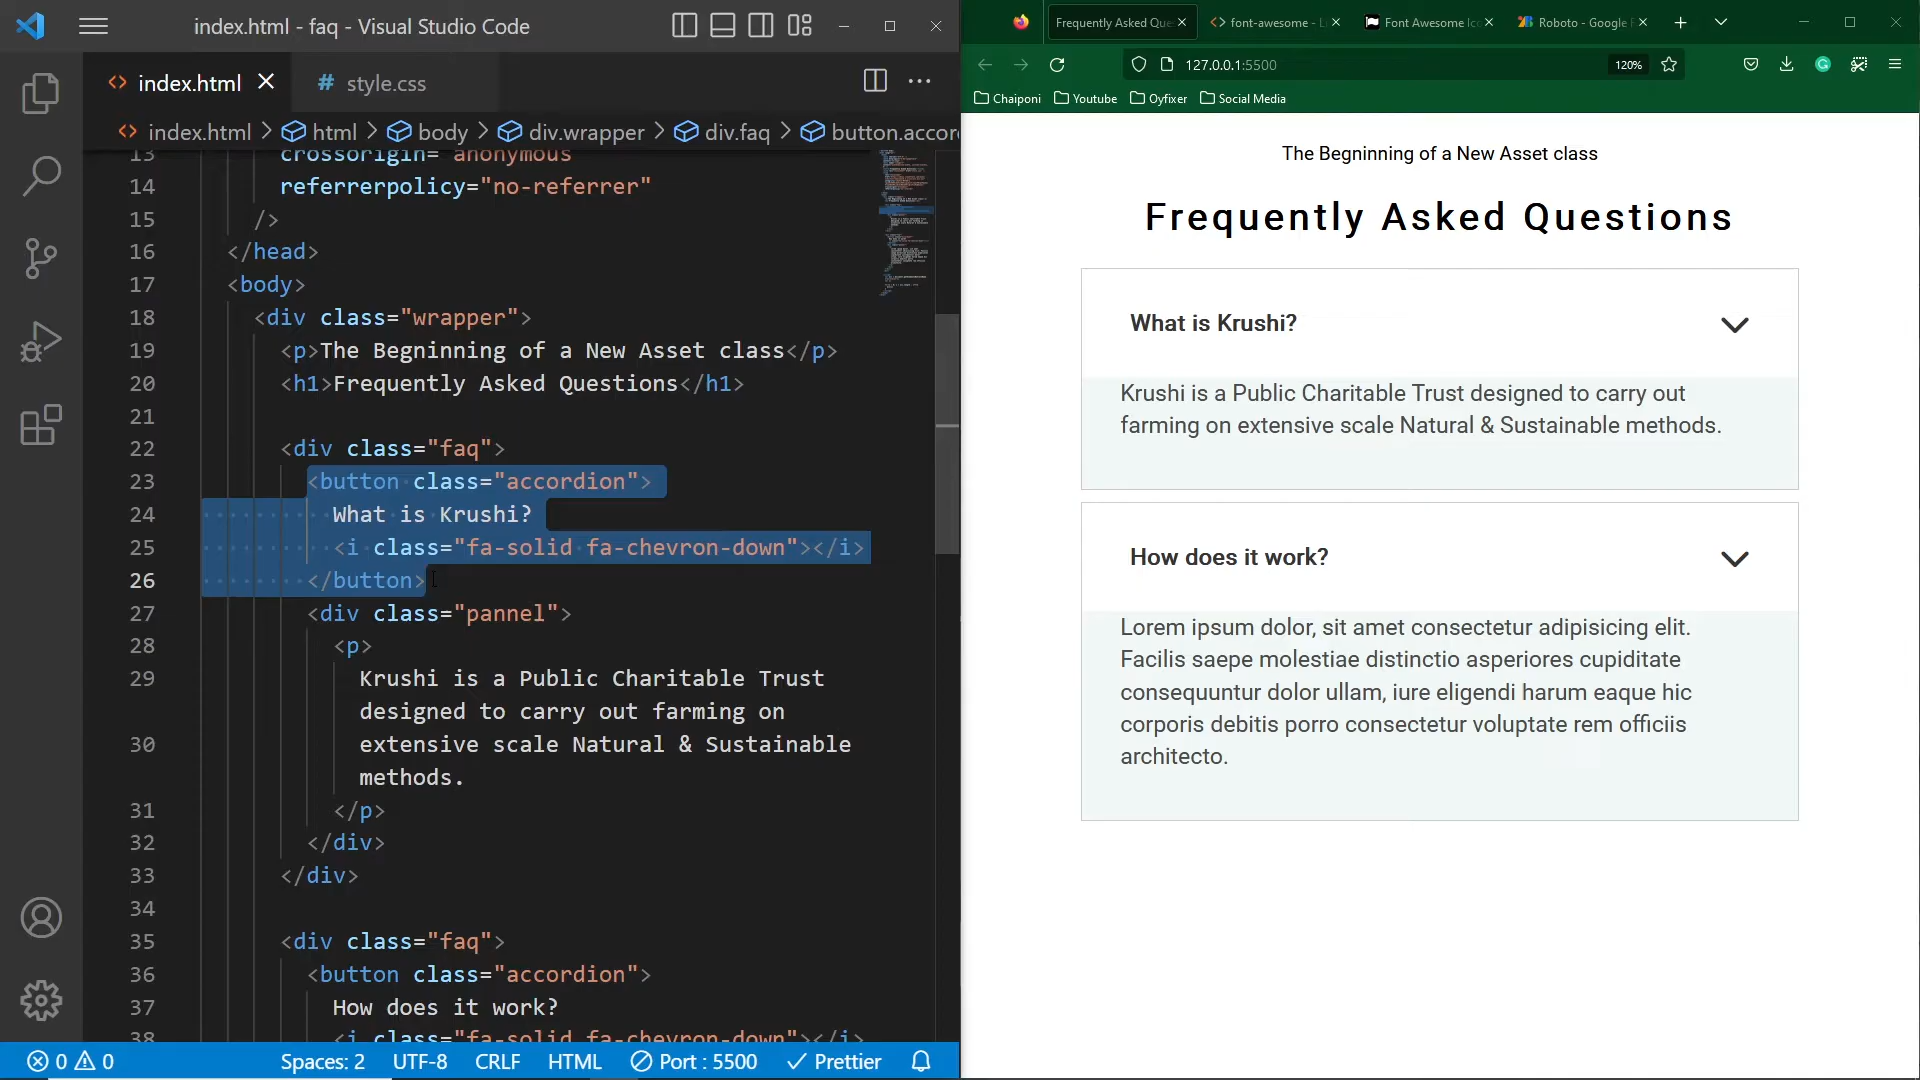 index.html - faq - Visual Studio Code
index.html
# style.css
index.html > html > body > div.wrapper > div.faq > button.accor
13 crossorigin="anonymous
14 referrerpolicy="no-referrer"
15 />
16 </head>
17 <body>
18 <div class="wrapper">
19 <p>The Begninning of a New Asset class</p>
20 <h1>Frequently Asked Questions</h1>
21
22 <div class="faq">
23 <button class="accordion">
24 What is Krushi?
25 <i class="fa-solid fa-chevron-down"></i>
26 </button>
27 <div class="pannel">
28 <p>
29 Krushi is a Public Charitable Trust
designed to carry out farming on
30 extensive scale Natural & Sustainable
methods.
31 </p>
32 </div>
33 </div>
34
35 <div class="faq">
36 <button class="accordion">
37 How does it work?
38 <i class="fa-solid fa-chevron-down"></i>
0 0 Spaces: 2 UTF-8 CRLF HTML Port : 5500 Prettier
Frequently Asked Que
font-awesome - Li
Font Awesome Ico
Roboto - Google F
127.0.0.1:5500
120%
Chaiponi Youtube Oyfixer Social Media
The Begninning of a New Asset class
Frequently Asked Questions
What is Krushi?
Krushi is a Public Charitable Trust designed to carry out
farming on extensive scale Natural & Sustainable methods.
How does it work?
Lorem ipsum dolor, sit amet consectetur adipisicing elit.
Facilis saepe molestiae distinctio asperiores cupiditate
consequuntur dolor ullam, iure eligendi harum eaque hic
corporis debitis porro consectetur voluptate rem officiis
architecto.